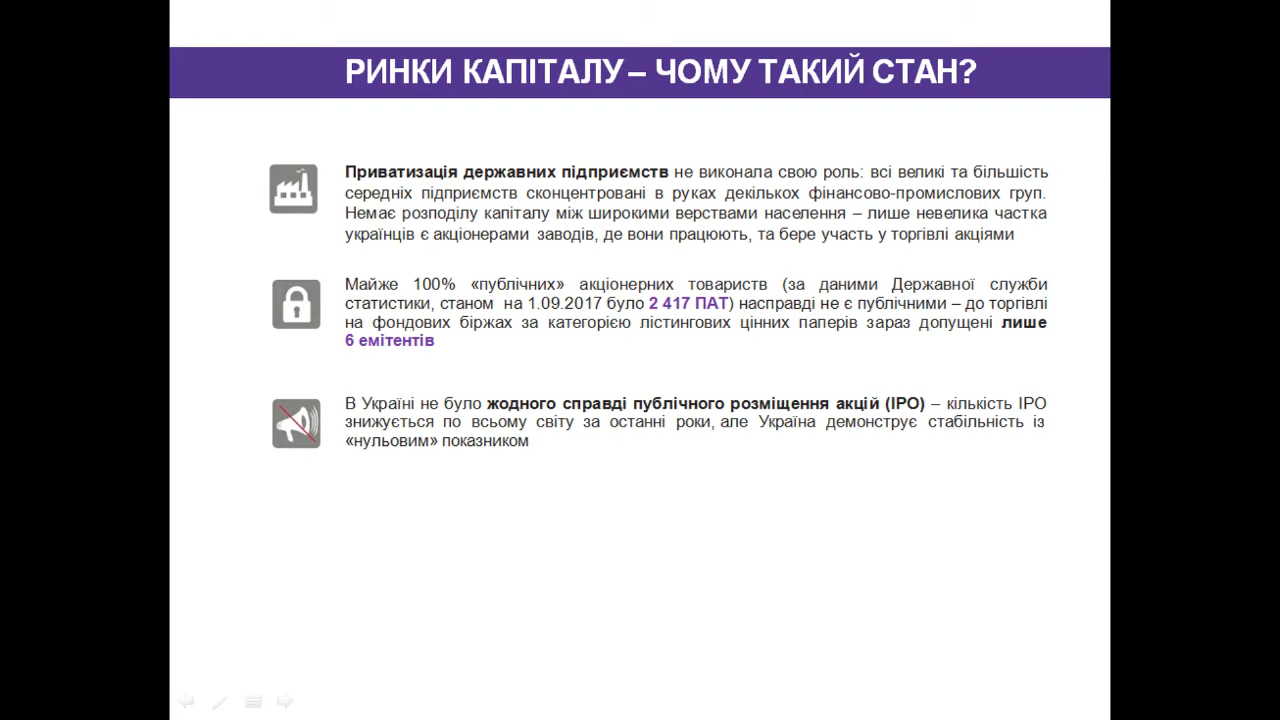 РИНКИ КАПІТАЛУ – ЧОМУ ТАКИЙ СТАН?
Приватизація державних підприємств не виконала свою роль: всі великі та більшість
середніх підприємств сконцентровані в руках декількох фінансово-промислових груп.
Немає розподілу капіталу між широкими верствами населення – лише невелика частка
українців є акціонерами заводів, де вони працюють, та бере участь у торгівлі акціями
Майже 100% «публічних» акціонерних товариств (за даними Державної служби
статистики, станом на 1.09.2017 було 2 417 ПАТ) насправді не є публічними – до торгівлі
на фондових біржах за категорією лістингових цінних паперів зараз допущені лише
6 емітентів
В Україні не було жодного справді публічного розміщення акцій (IPO) – кількість IPO
знижується по всьому світу за останні роки, але Україна демонструє стабільність із
«нульовим» показником